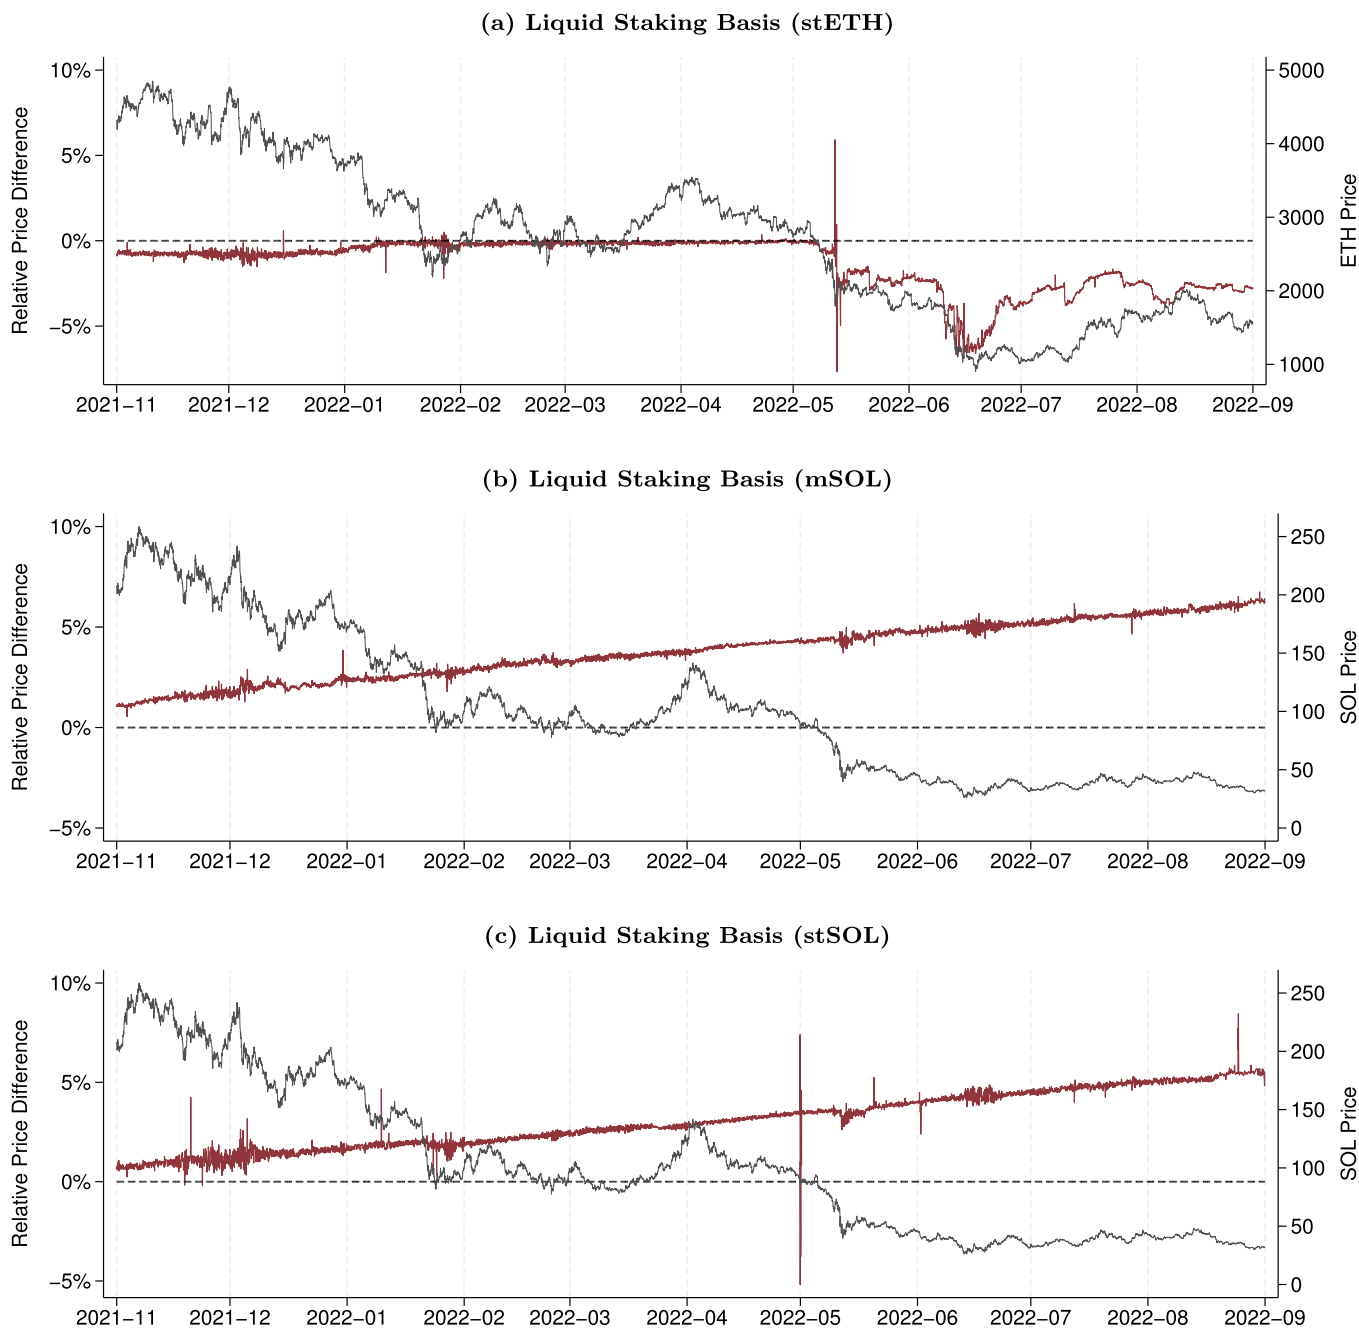 (a) Liquid Staking Basis (stETH)
10%
5%
0%
−5%
Relative Price Difference
5000
4000
3000
2000
1000
ETH Price
2021−11 2021−12 2022−01 2022−02 2022−03 2022−04 2022−05 2022−06 2022−07 2022−08 2022−09
(b) Liquid Staking Basis (mSOL)
10%
5%
0%
−5%
Relative Price Difference
250
200
150
100
50
0
SOL Price
2021−11 2021−12 2022−01 2022−02 2022−03 2022−04 2022−05 2022−06 2022−07 2022−08 2022−09
(c) Liquid Staking Basis (stSOL)
10%
5%
0%
−5%
Relative Price Difference
250
200
150
100
50
0
SOL Price
2021−11 2021−12 2022−01 2022−02 2022−03 2022−04 2022−05 2022−06 2022−07 2022−08 2022−09